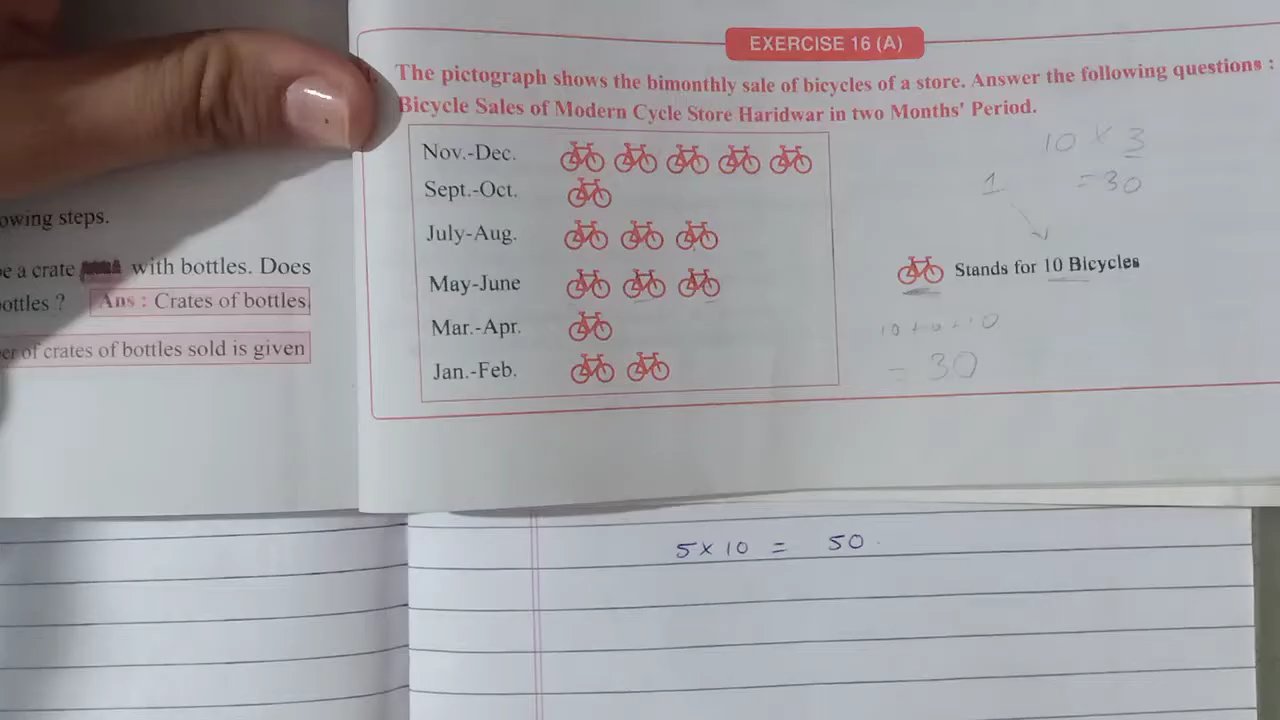 EXERCISE 16 (A)
The pictograph shows the bimonthly sale of bicycles of a store. Answer the following questions :
Bicycle Sales of Modern Cycle Store Haridwar in two Months' Period.
Nov.-Dec.
Sept.-Oct.
July-Aug.
May-June
Mar.-Apr.
Jan.-Feb.
10 × 3
= 30
1
Stands for 10 Bicycles
= 30
owing steps.
be a crate with bottles. Does
ottles ? Ans : Crates of bottles
er of crates of bottles sold is given
5 × 10 = 50